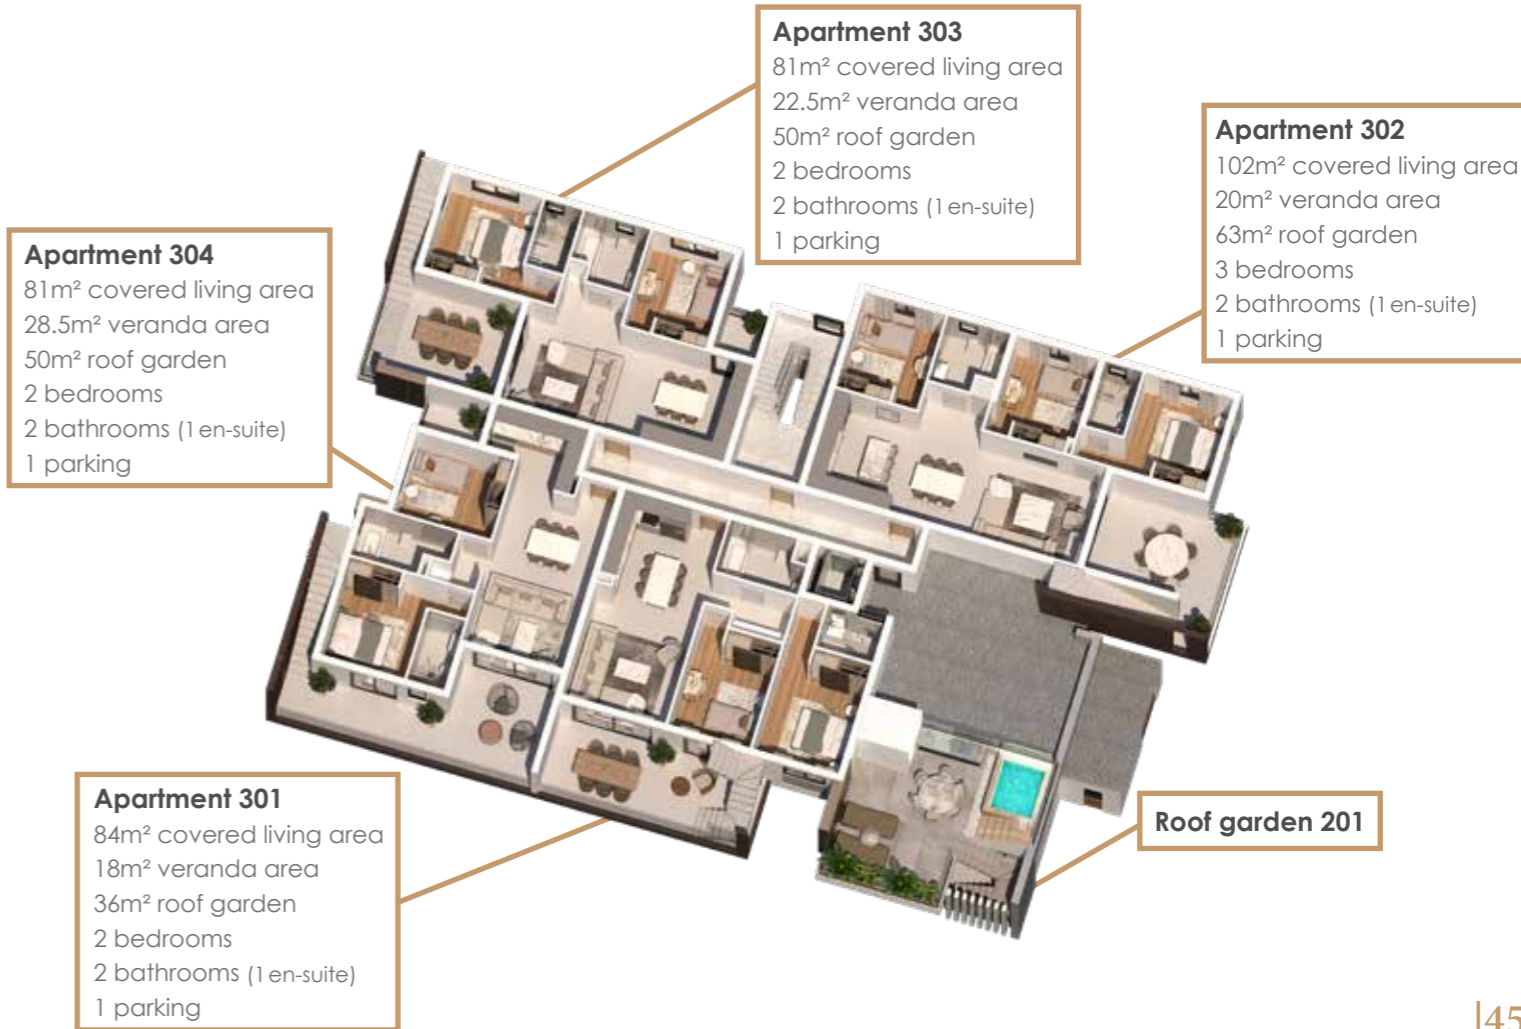 Apartment 303
81m² covered living area
22.5m² veranda area
50m² roof garden
2 bedrooms
2 bathrooms (1 en-suite)
1 parking
Apartment 302
102m² covered living area
20m² veranda area
63m² roof garden
3 bedrooms
2 bathrooms (1 en-suite)
1 parking
Apartment 304
81m² covered living area
28.5m² veranda area
50m² roof garden
2 bedrooms
2 bathrooms (1 en-suite)
1 parking
Apartment 301
84m² covered living area
18m² veranda area
36m² roof garden
2 bedrooms
2 bathrooms (1 en-suite)
1 parking
Roof garden 201
|45